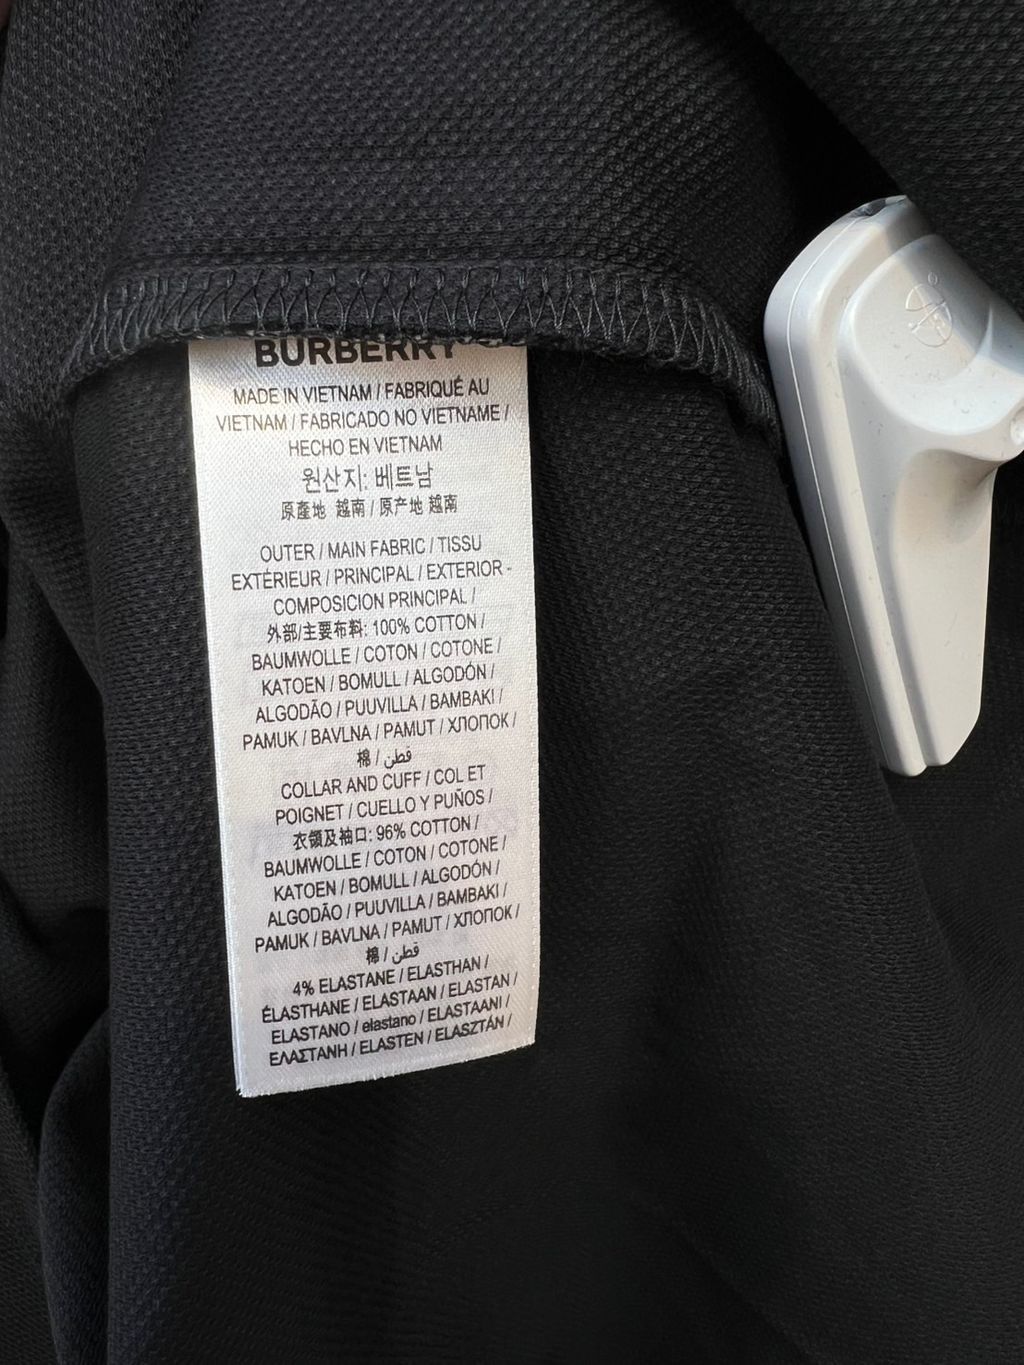 BURBERRY
MADE IN VIETNAM / FABRIQUÉ AU
VIETNAM / FABRICADO NO VIETNAME /
HECHO EN VIETNAM
원산지: 베트남
原產地 越南 / 原产地 越南
OUTER / MAIN FABRIC / TISSU
EXTÉRIEUR / PRINCIPAL / EXTERIOR -
COMPOSICION PRINCIPAL /
外部/主要布料: 100% COTTON /
BAUMWOLLE / COTON / COTONE /
KATOEN / BOMULL / ALGODÓN /
ALGODÃO / PUUVILLA / BAMBAKI /
PAMUK / BAVLNA / PAMUT / ХЛОПОК /
棉 / قطن
COLLAR AND CUFF / COL ET
POIGNET / CUELLO Y PUÑOS /
衣領及袖口: 96% COTTON /
BAUMWOLLE / COTON / COTONE /
KATOEN / BOMULL / ALGODÓN /
ALGODÃO / PUUVILLA / BAMBAKI /
PAMUK / BAVLNA / PAMUT / ХЛОПОК /
棉 / قطن
4% ELASTANE / ELASTHAN /
ÉLASTHANE / ELASTAAN / ELASTAN /
ELASTANO / elastano / ELASTAANI /
ΕΛΑΣΤΑΝΗ / ELASTEN / ELASZTÁN /